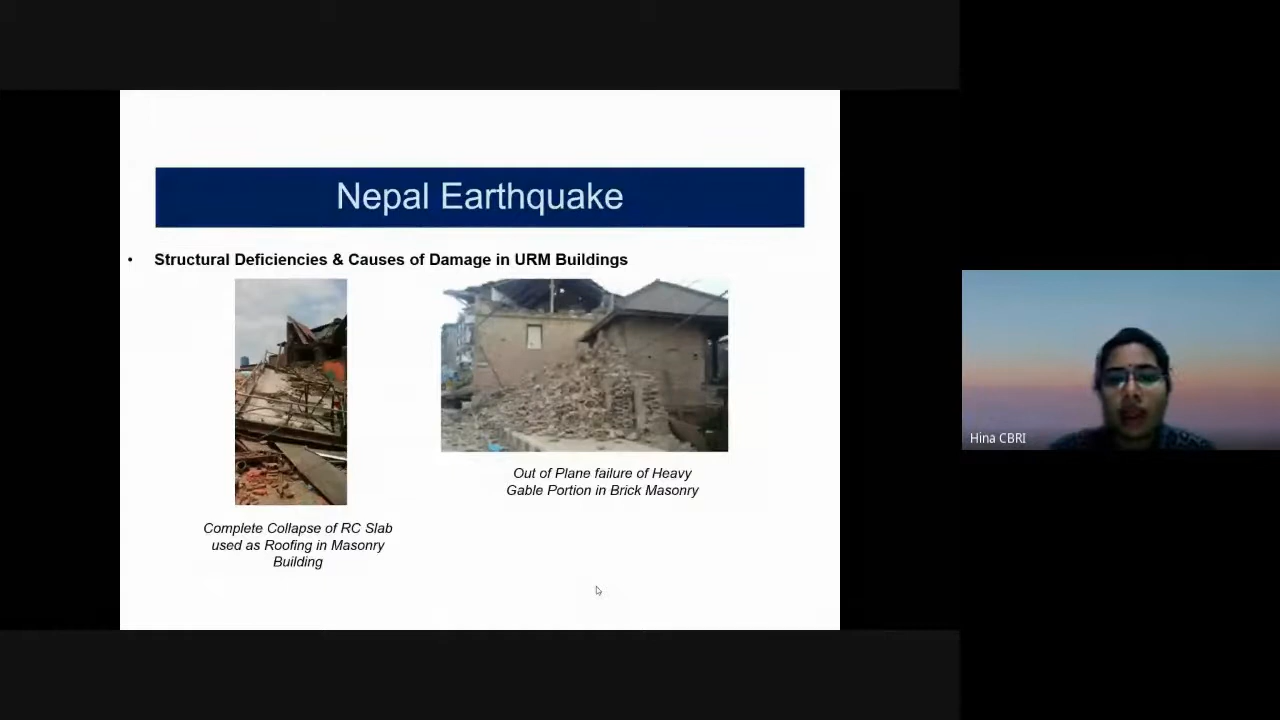 Nepal Earthquake
• Structural Deficiencies & Causes of Damage in URM Buildings
Out of Plane failure of Heavy
Gable Portion in Brick Masonry
Complete Collapse of RC Slab
used as Roofing in Masonry
Building
Hina CBRI